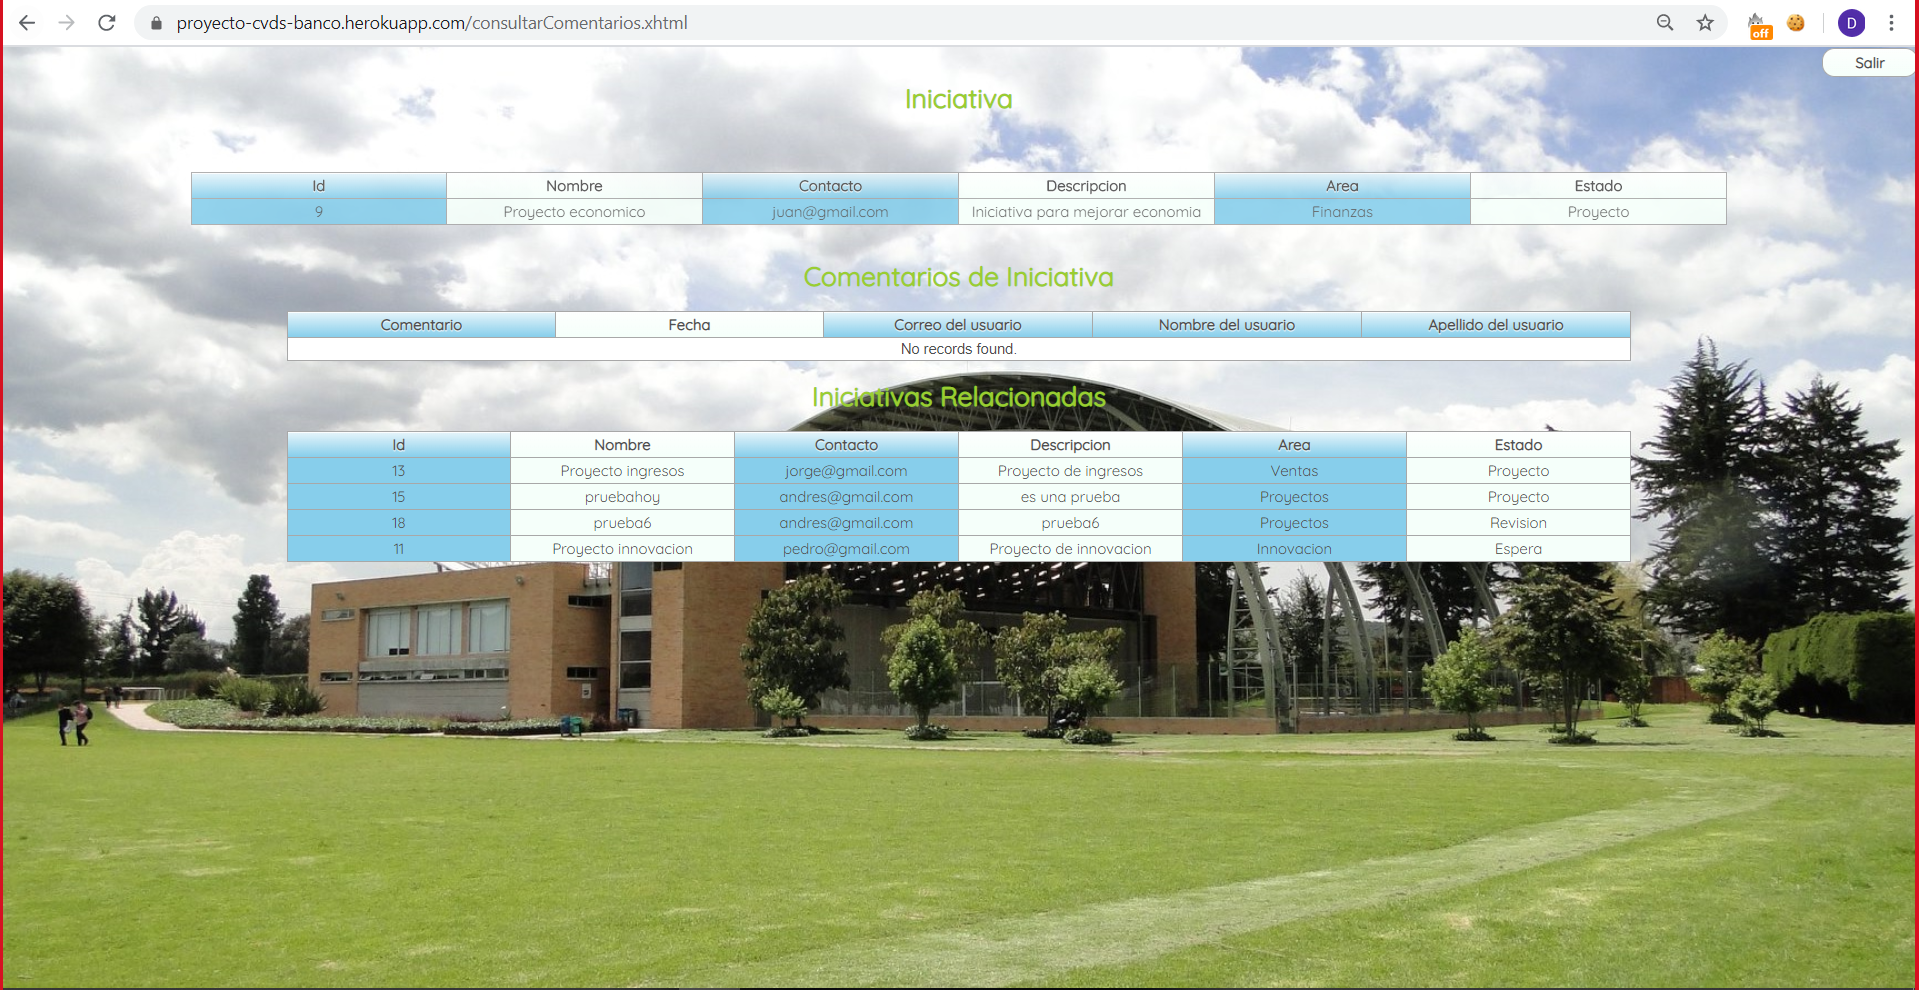 proyecto-cvds-banco.herokuapp.com/consultarComentarios.xhtml
off
D
Salir
Iniciativa
Id Nombre Contacto Descripcion Area Estado
9 Proyecto economico juan@gmail.com Iniciativa para mejorar economia Finanzas Proyecto
Comentarios de Iniciativa
Comentario Fecha Correo del usuario Nombre del usuario Apellido del usuario
No records found.
Iniciativas Relacionadas
Id Nombre Contacto Descripcion Area Estado
13 Proyecto ingresos jorge@gmail.com Proyecto de ingresos Ventas Proyecto
15 pruebahoy andres@gmail.com es una prueba Proyectos Proyecto
18 prueba6 andres@gmail.com prueba6 Proyectos Revision
11 Proyecto innovacion pedro@gmail.com Proyecto de innovacion Innovacion Espera